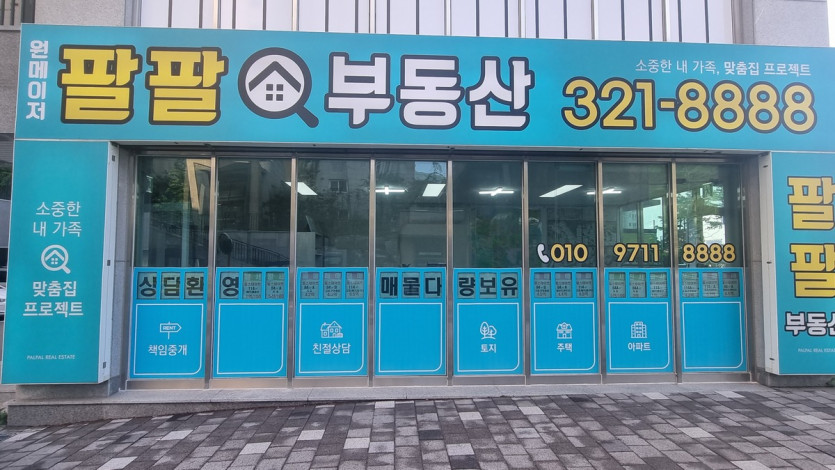 원메이저
팔팔 부동산
소중한 내 가족, 맞춤집 프로젝트
321-8888
소중한
내 가족
맞춤집
프로젝트
PALPAL REAL ESTATE
010 9711 8888
상담환영
매물다량보유
RENT
책임중개
친절상담
토지
주택
아파트
팔
팔
부동산